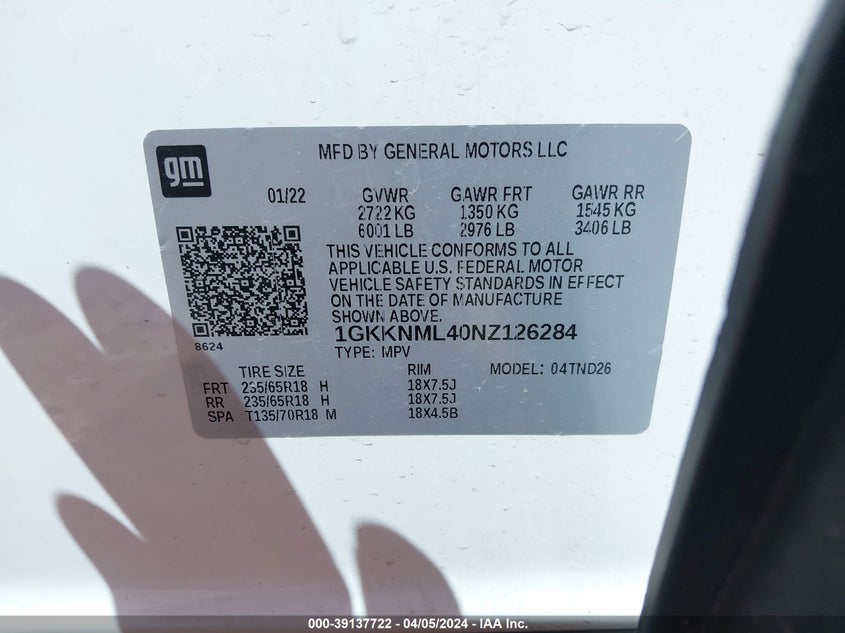 gm
MFD BY GENERAL MOTORS LLC
01/22 GVWR GAWR FRT GAWR RR
2722 KG 1350 KG 1545 KG
6001 LB 2976 LB 3406 LB
THIS VEHICLE CONFORMS TO ALL
APPLICABLE U.S. FEDERAL MOTOR
VEHICLE SAFETY STANDARDS IN EFFECT
ON THE DATE OF MANUFACTURE
SHOWN ABOVE.
8624
1GKKNML40NZ126284
TYPE: MPV
TIRE SIZE RIM MODEL: 04TND26
FRT 235/65R18 H 18X7.5J
RR 235/65R18 H 18X7.5J
SPA T135/70R18 M 18X4.5B
000-39137722 - 04/05/2024 - IAA Inc.